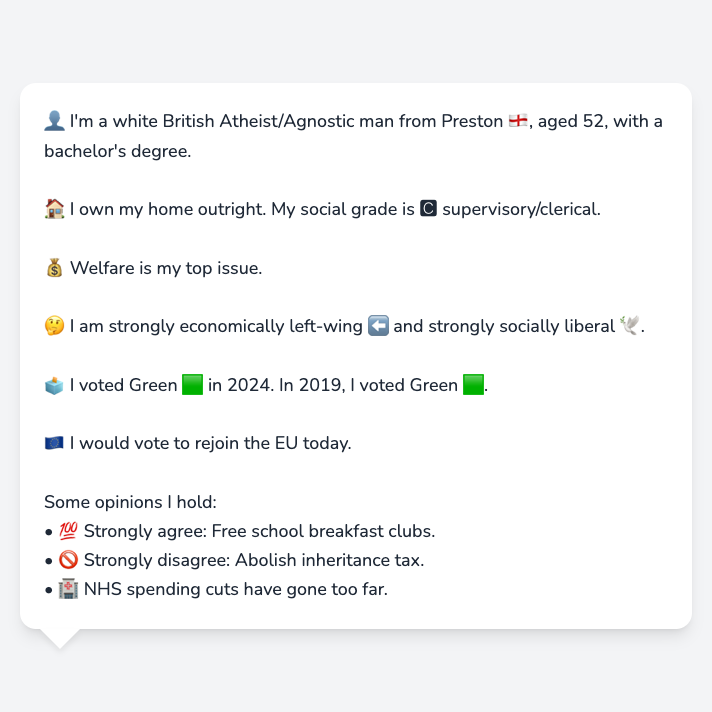 👤 I'm a white British Atheist/Agnostic man from Preston 🏴󠁧󠁢󠁥󠁮󠁧󠁿, aged 52, with a
bachelor's degree.
🏠 I own my home outright. My social grade is 🅲 supervisory/clerical.
💰 Welfare is my top issue.
🤔 I am strongly economically left-wing ⬅️ and strongly socially liberal 🕊️.
🗳️ I voted Green 🟩 in 2024. In 2019, I voted Green 🟩.
🇪🇺 I would vote to rejoin the EU today.
Some opinions I hold:
• 💯 Strongly agree: Free school breakfast clubs.
• 🚫 Strongly disagree: Abolish inheritance tax.
• 🏥 NHS spending cuts have gone too far.